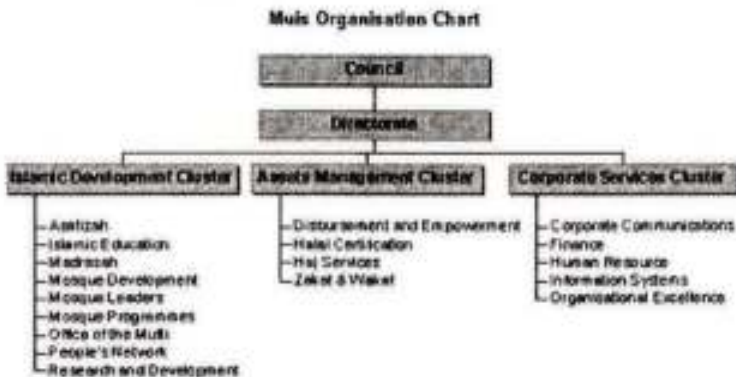 Muis Organisation Chart
Council
Directorate
Islamic Development Cluster
Asatizah
Islamic Education
Madrasah
Mosque Development
Mosque Leaders
Mosque Programmes
Office of the Mufti
People's Network
Research and Development
Assets Management Cluster
Disbursement and Empowerment
Halal Certification
Haj Services
Zakat & Wakaf
Corporate Services Cluster
Corporate Communications
Finance
Human Resource
Information Systems
Organisational Excellence